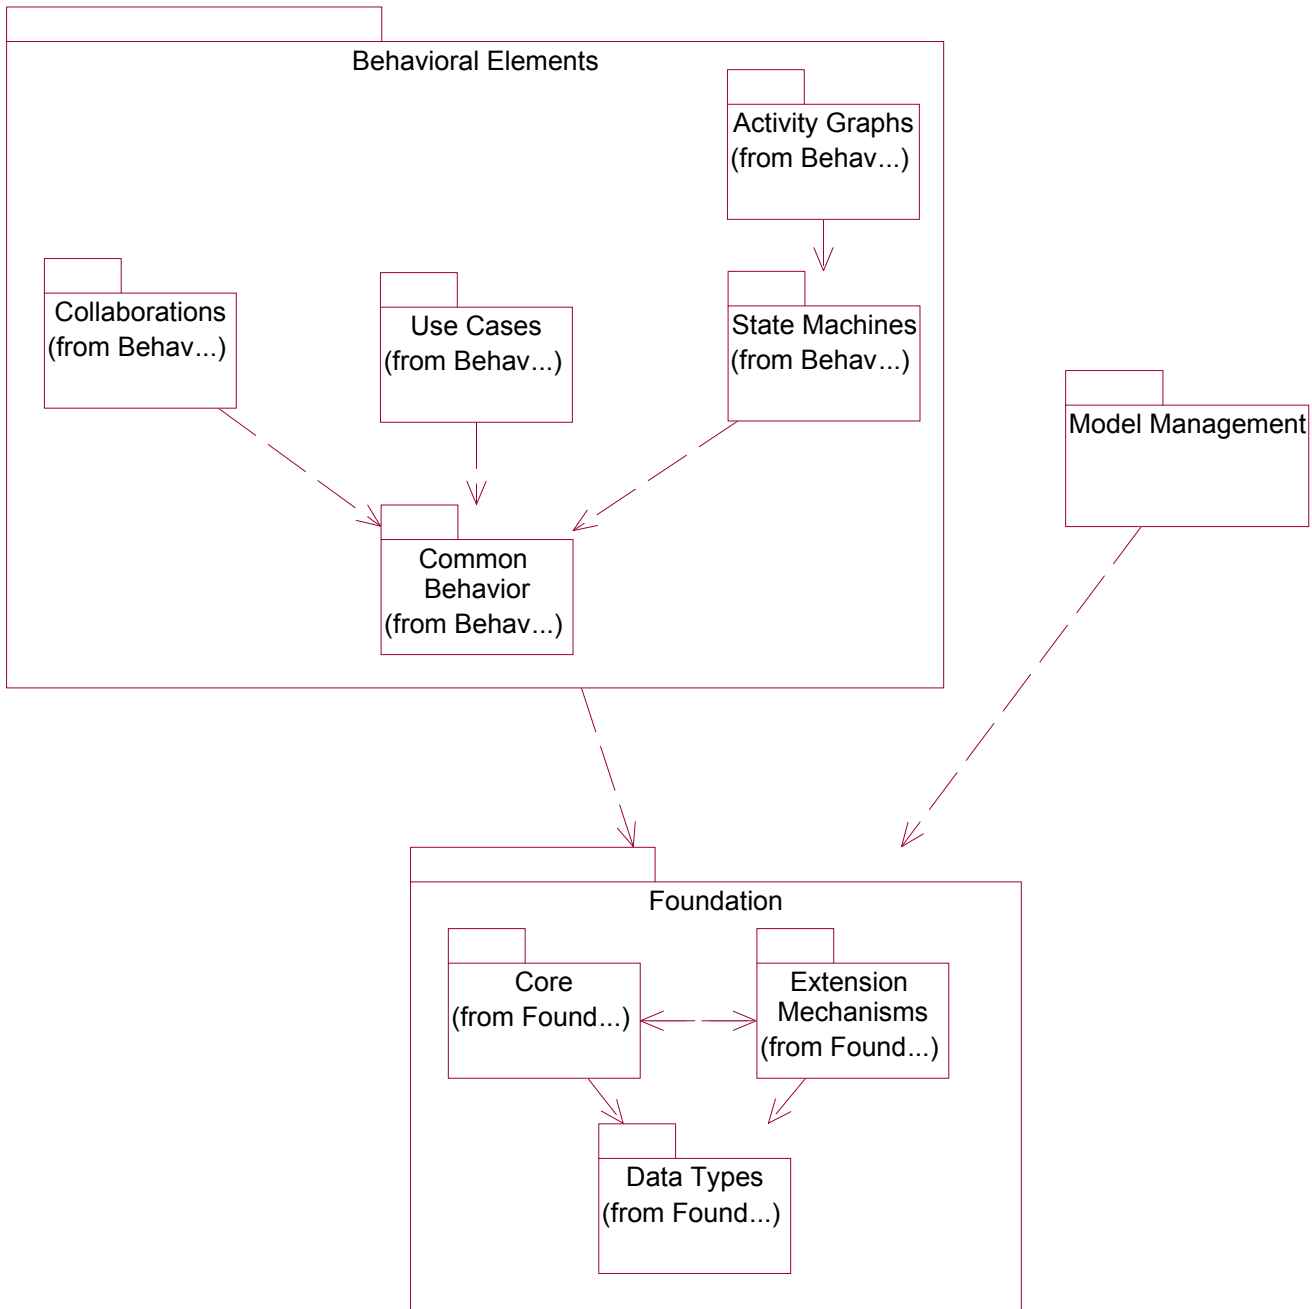 Behavioral Elements
Activity Graphs
(from Behav...)
Collaborations
(from Behav...)
Use Cases
(from Behav...)
State Machines
(from Behav...)
Model Management
Common
Behavior
(from Behav...)
Foundation
Core
(from Found...)
Extension
Mechanisms
(from Found...)
Data Types
(from Found...)